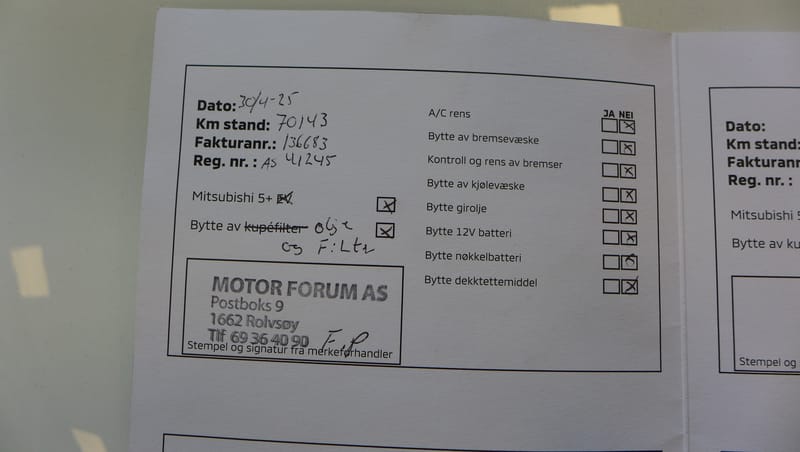 Dato: 30/4-25
Km stand: 70143
Fakturanr.: 136683
Reg. nr. : AS 41245
Mitsubishi 5+ EV.
Bytte av kupéfilter olje
og Filter
MOTOR FORUM AS
Postboks 9
1662 Rolvsøy
Tlf 69 36 40 90 F.P
Stempel og signatur fra merkeforhandler
A/C rens
JA NEI
Bytte av bremsevæske
Kontroll og rens av bremser
Bytte av kjølevæske
Bytte girolje
Bytte 12V batteri
Bytte nøkkelbatteri
Bytte dekktettemiddel
Dato:
Km stand:
Fakturanr
Reg. nr. :
Mitsubishi 5
Bytte av ku
Stempel og